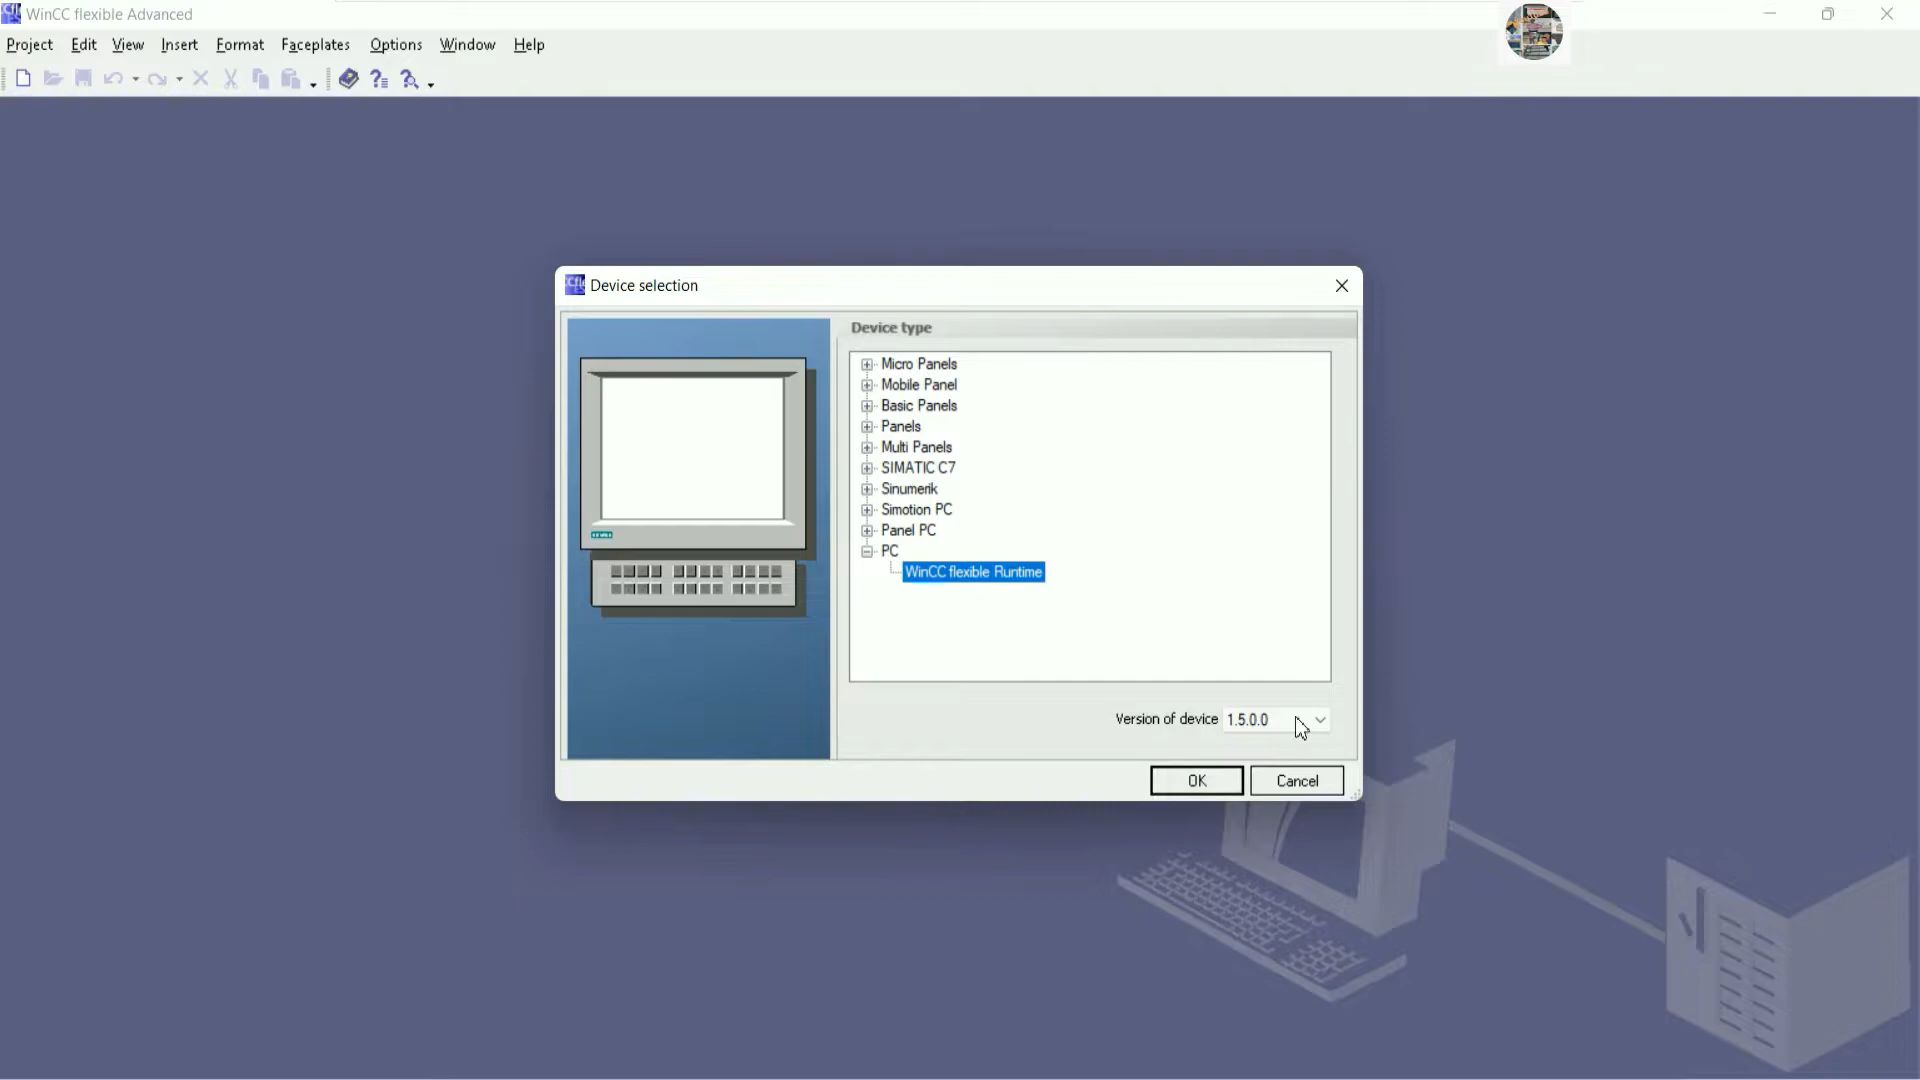 WinCC flexible Advanced
Project Edit View Insert Format Faceplates Options Window Help
Device selection
Device type
Micro Panels
Mobile Panel
Basic Panels
Panels
Multi Panels
SIMATIC C7
Sinumerik
Simotion PC
Panel PC
PC
WinCC flexible Runtime
Version of device 1.5.0.0
OK Cancel